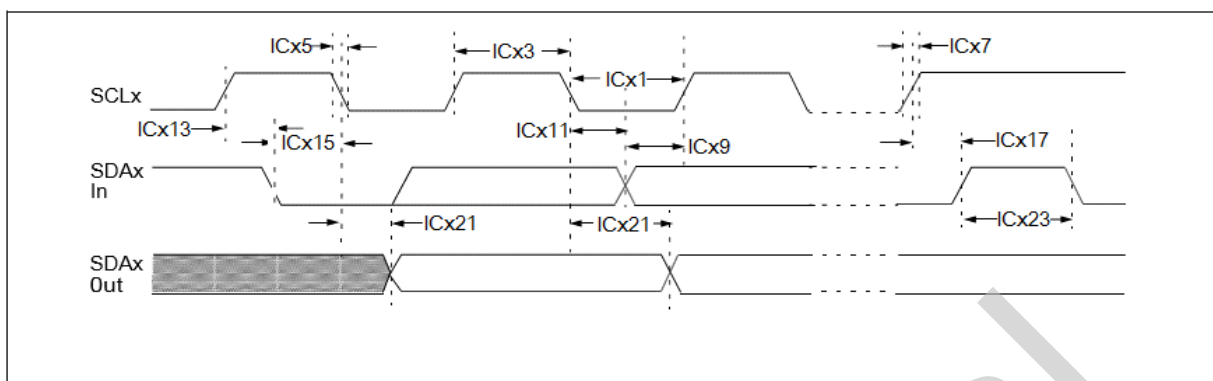 ICx5
ICx3
ICx7
ICx1
SCLx
ICx13
ICx11
ICx15
ICx9
ICx17
SDAx
In
ICx21
ICx21
ICx23
SDAx
Out